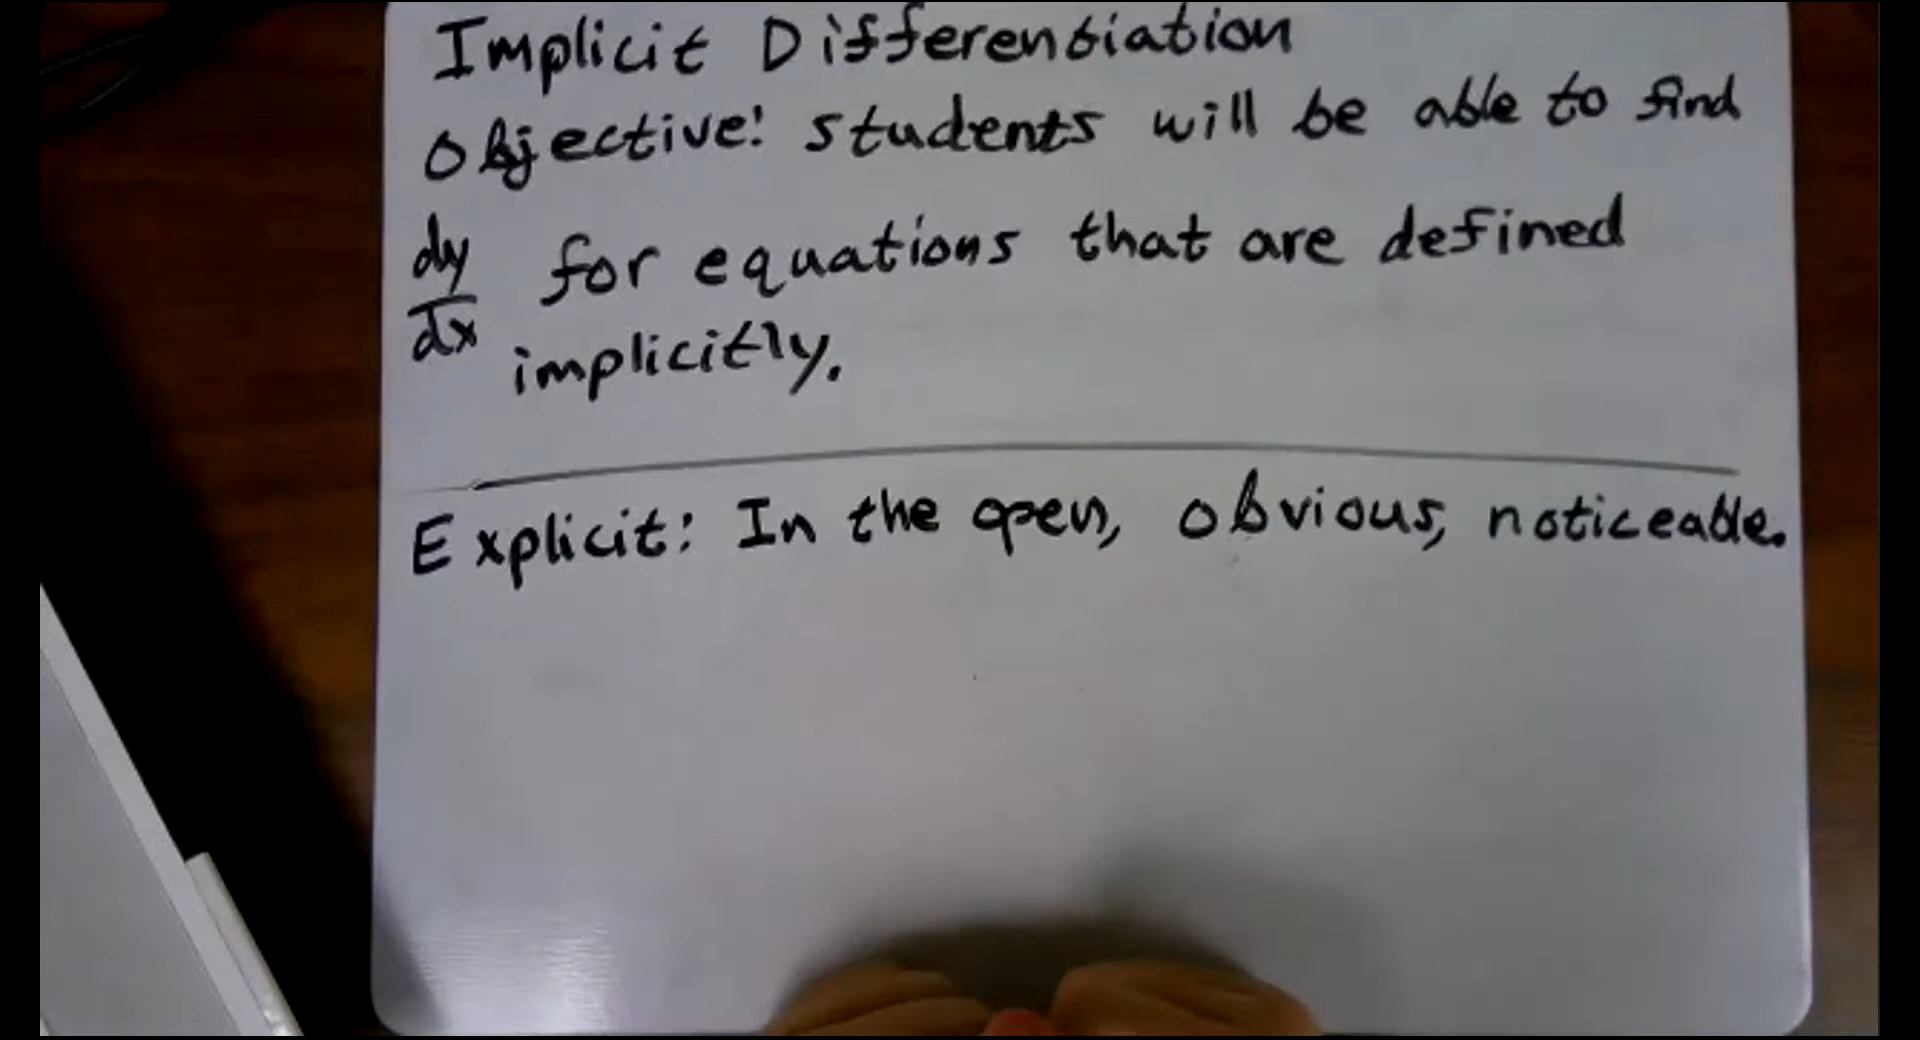 Implicit Differentiation
Objective: students will be able to find
dy/dx for equations that are defined
implicitly.
Explicit: In the open, obvious, noticeable.